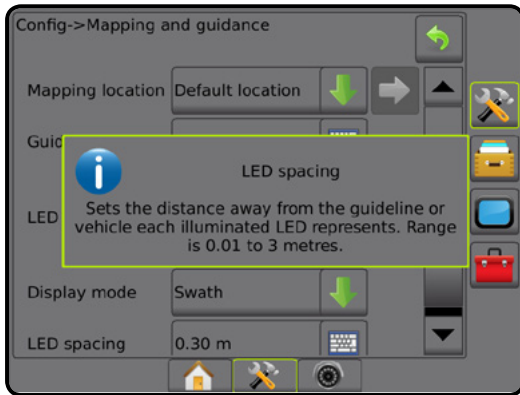 Config->Mapping and guidance
Mapping location Default location
Guid
LED spacing
Sets the distance away from the guideline or
vehicle each illuminated LED represents. Range
is 0.01 to 3 metres.
LED
Display mode Swath
LED spacing 0.30 m